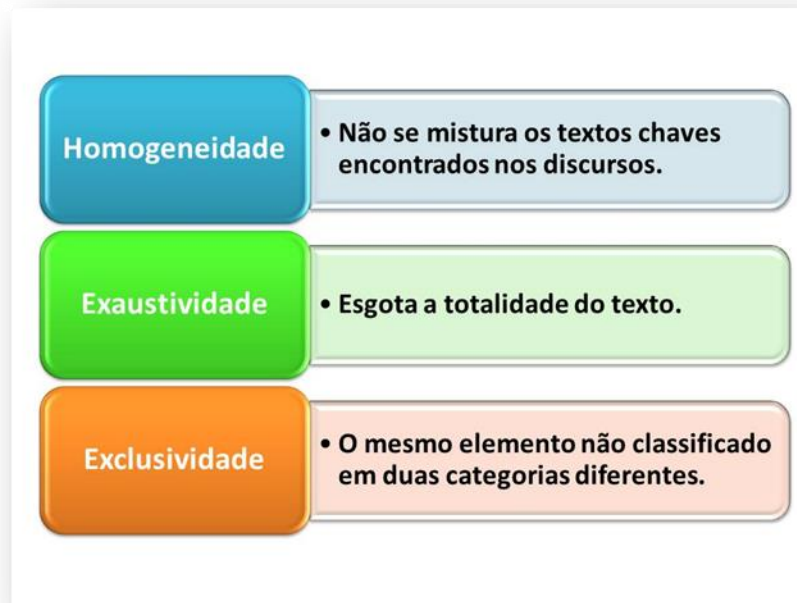 Homogeneidade
• Não se mistura os textos chaves
encontrados nos discursos.
Exaustividade
• Esgota a totalidade do texto.
Exclusividade
• O mesmo elemento não classificado
em duas categorias diferentes.